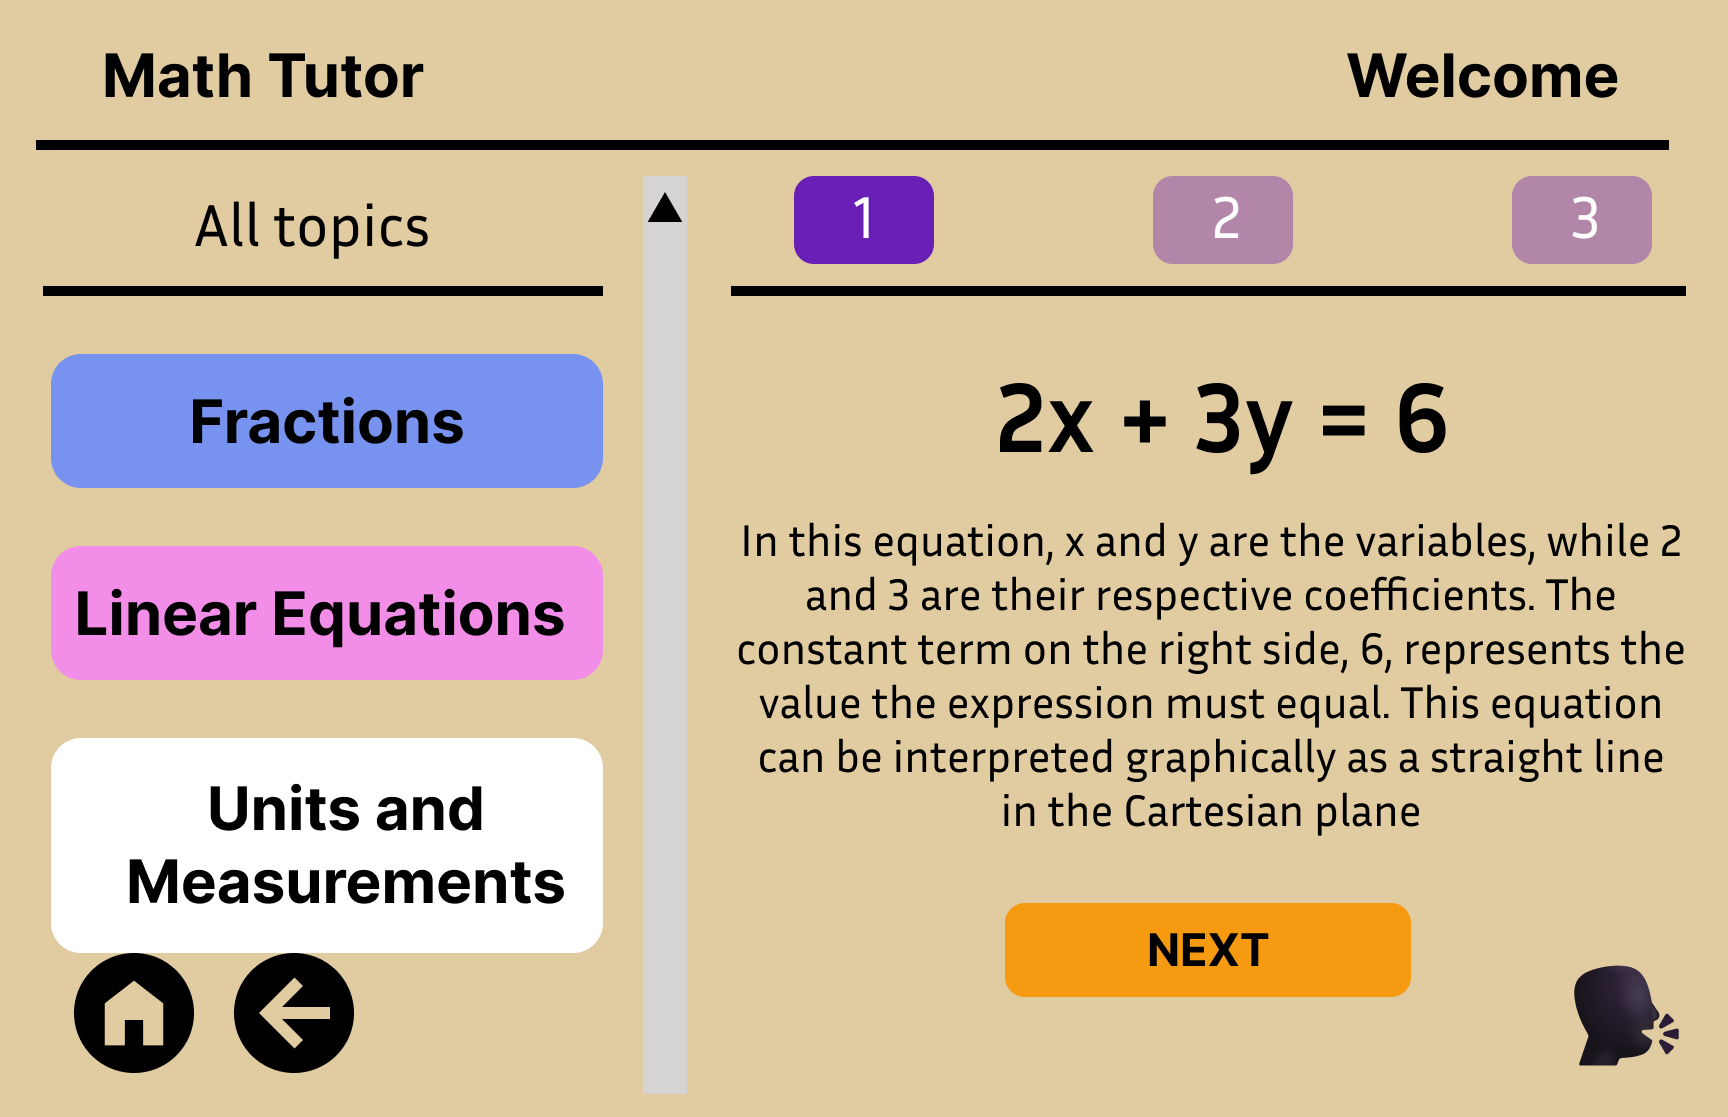 Math Tutor
Welcome
All topics
Fractions
Linear Equations
Units and
Measurements
1
2
3
2x + 3y = 6
In this equation, x and y are the variables, while 2
and 3 are their respective coefficients. The
constant term on the right side, 6, represents the
value the expression must equal. This equation
can be interpreted graphically as a straight line
in the Cartesian plane
NEXT